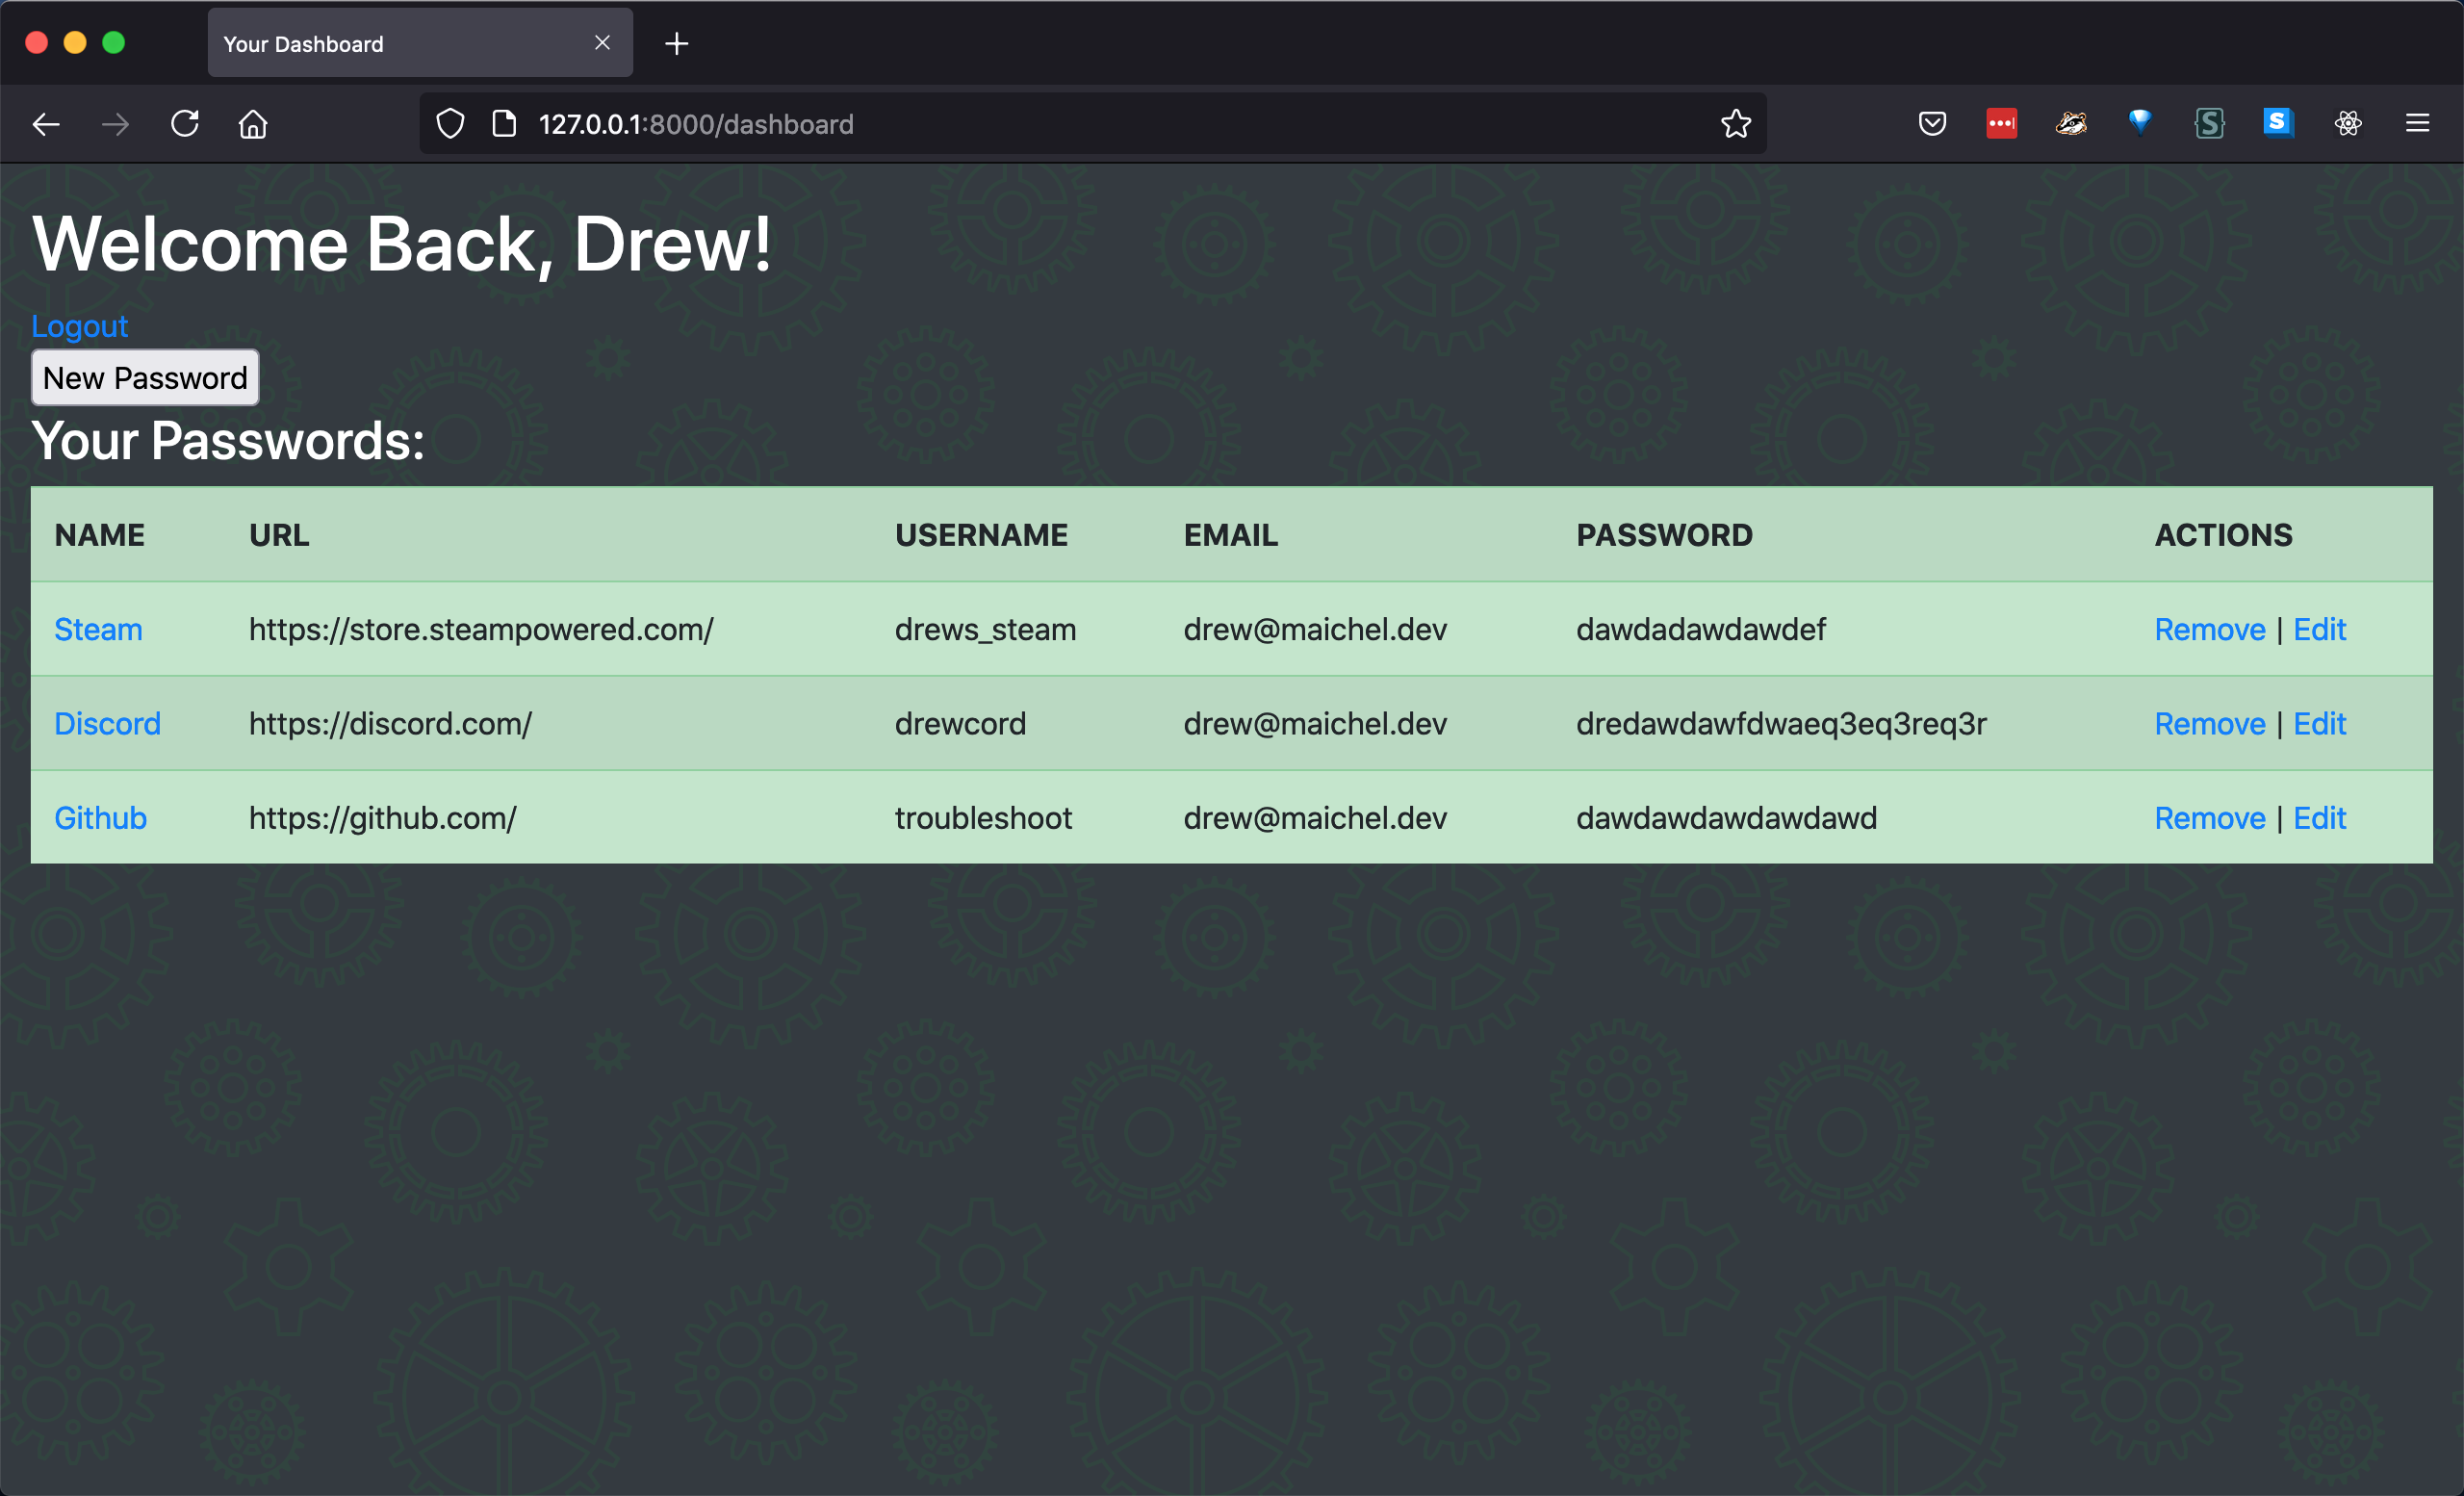 Your Dashboard
127.0.0.1:8000/dashboard
Welcome Back, Drew!
Logout
New Password
Your Passwords:
NAME URL USERNAME EMAIL PASSWORD ACTIONS
Steam https://store.steampowered.com/ drews_steam drew@maichel.dev dawdadawdawdef Remove | Edit
Discord https://discord.com/ drewcord drew@maichel.dev dredawdawfdwaeq3eq3req3r Remove | Edit
Github https://github.com/ troubleshoot drew@maichel.dev dawdawdawdawdawd Remove | Edit